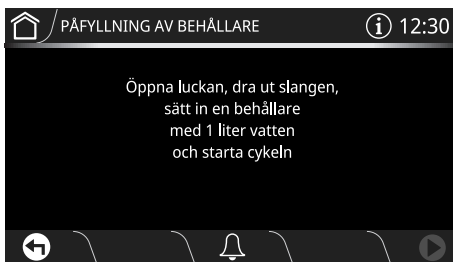 PÅFYLLNING AV BEHÅLLARE
12:30
Öppna luckan, dra ut slangen,
sätt in en behållare
med 1 liter vatten
och starta cykeln